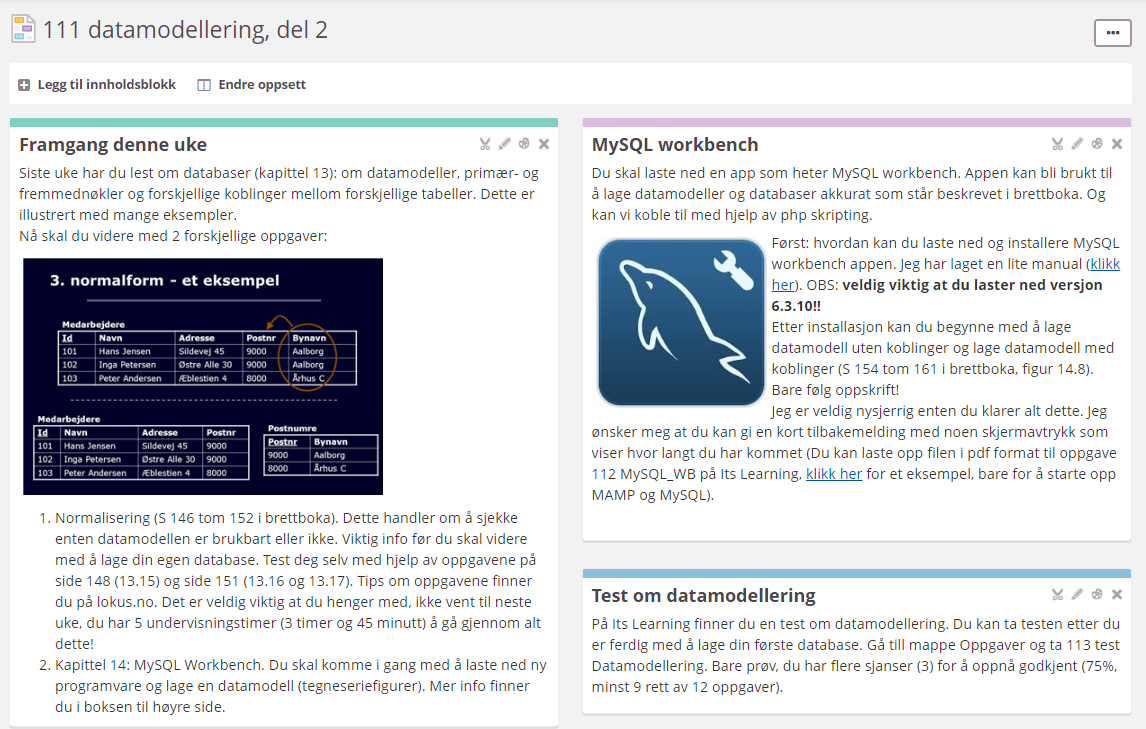 111 datamodellering, del 2
Legg til innholdsblokk
Endre oppsett
Framgang denne uke
Siste uke har du lest om databaser (kapittel 13): om datamodeller, primær- og
fremmednøkler og forskjellige koblinger mellom forskjellige tabeller. Dette er
illustrert med mange eksempler.
Nå skal du videre med 2 forskjellige oppgaver:
3. normalform - et eksempel
Medarbejdere
Id Navn Adresse Postnr Bynavn
101 Hans Jensen Sildevej 45 9000 Aalborg
102 Inga Petersen Østre Alle 30 9000 Aalborg
103 Peter Andersen Æblestien 4 8000 Århus C
Medarbejdere
Id Navn Adresse Postnr
101 Hans Jensen Sildevej 45 9000
102 Inga Petersen Østre Alle 30 9000
103 Peter Andersen Æblestien 4 8000
Postnumre
Postnr Bynavn
9000 Aalborg
8000 Århus C
1. Normalisering (S 146 tom 152 i brettboka). Dette handler om å sjekke
enten datamodellen er brukbart eller ikke. Viktig info før du skal videre
med å lage din egen database. Test deg selv med hjelp av oppgavene på
side 148 (13.15) og side 151 (13.16 og 13.17). Tips om oppgavene finner
du på lokus.no. Det er veldig viktig at du henger med, ikke vent til neste
uke, du har 5 undervisningstimer (3 timer og 45 minutt) å gå gjennom alt
dette!
2. Kapittel 14: MySQL Workbench. Du skal komme i gang med å laste ned ny
programvare og lage en datamodell (tegneseriefigurer). Mer info finner
du i boksen til høyre side.
MySQL workbench
Du skal laste ned en app som heter MySQL workbench. Appen kan bli brukt til
å lage datamodeller og databaser akkurat som står beskrevet i brettboka. Og
kan vi koble til med hjelp av php skripting.
Først: hvordan kan du laste ned og installere MySQL
workbench appen. Jeg har laget en lite manual (klikk
her). OBS: veldig viktig at du laster ned versjon
6.3.10!!
Etter installasjon kan du begynne med å lage
datamodell uten koblinger og lage datamodell med
koblinger (S 154 tom 161 i brettboka, figur 14.8).
Bare følg oppskrift!
Jeg er veldig nysjerrig enten du klarer alt dette. Jeg
ønsker meg at du kan gi en kort tilbakemelding med noen skjermavtrykk som
viser hvor langt du har kommet (Du kan laste opp filen i pdf format til oppgave
112 MySQL_WB på Its Learning, klikk her for et eksempel, bare for å starte opp
MAMP og MySQL).
Test om datamodellering
På Its Learning finner du en test om datamodellering. Du kan ta testen etter du
er ferdig med å lage din første database. Gå till mappe Oppgaver og ta 113 test
Datamodellering. Bare prøv, du har flere sjanser (3) for å oppnå godkjent (75%,
minst 9 rett av 12 oppgaver).